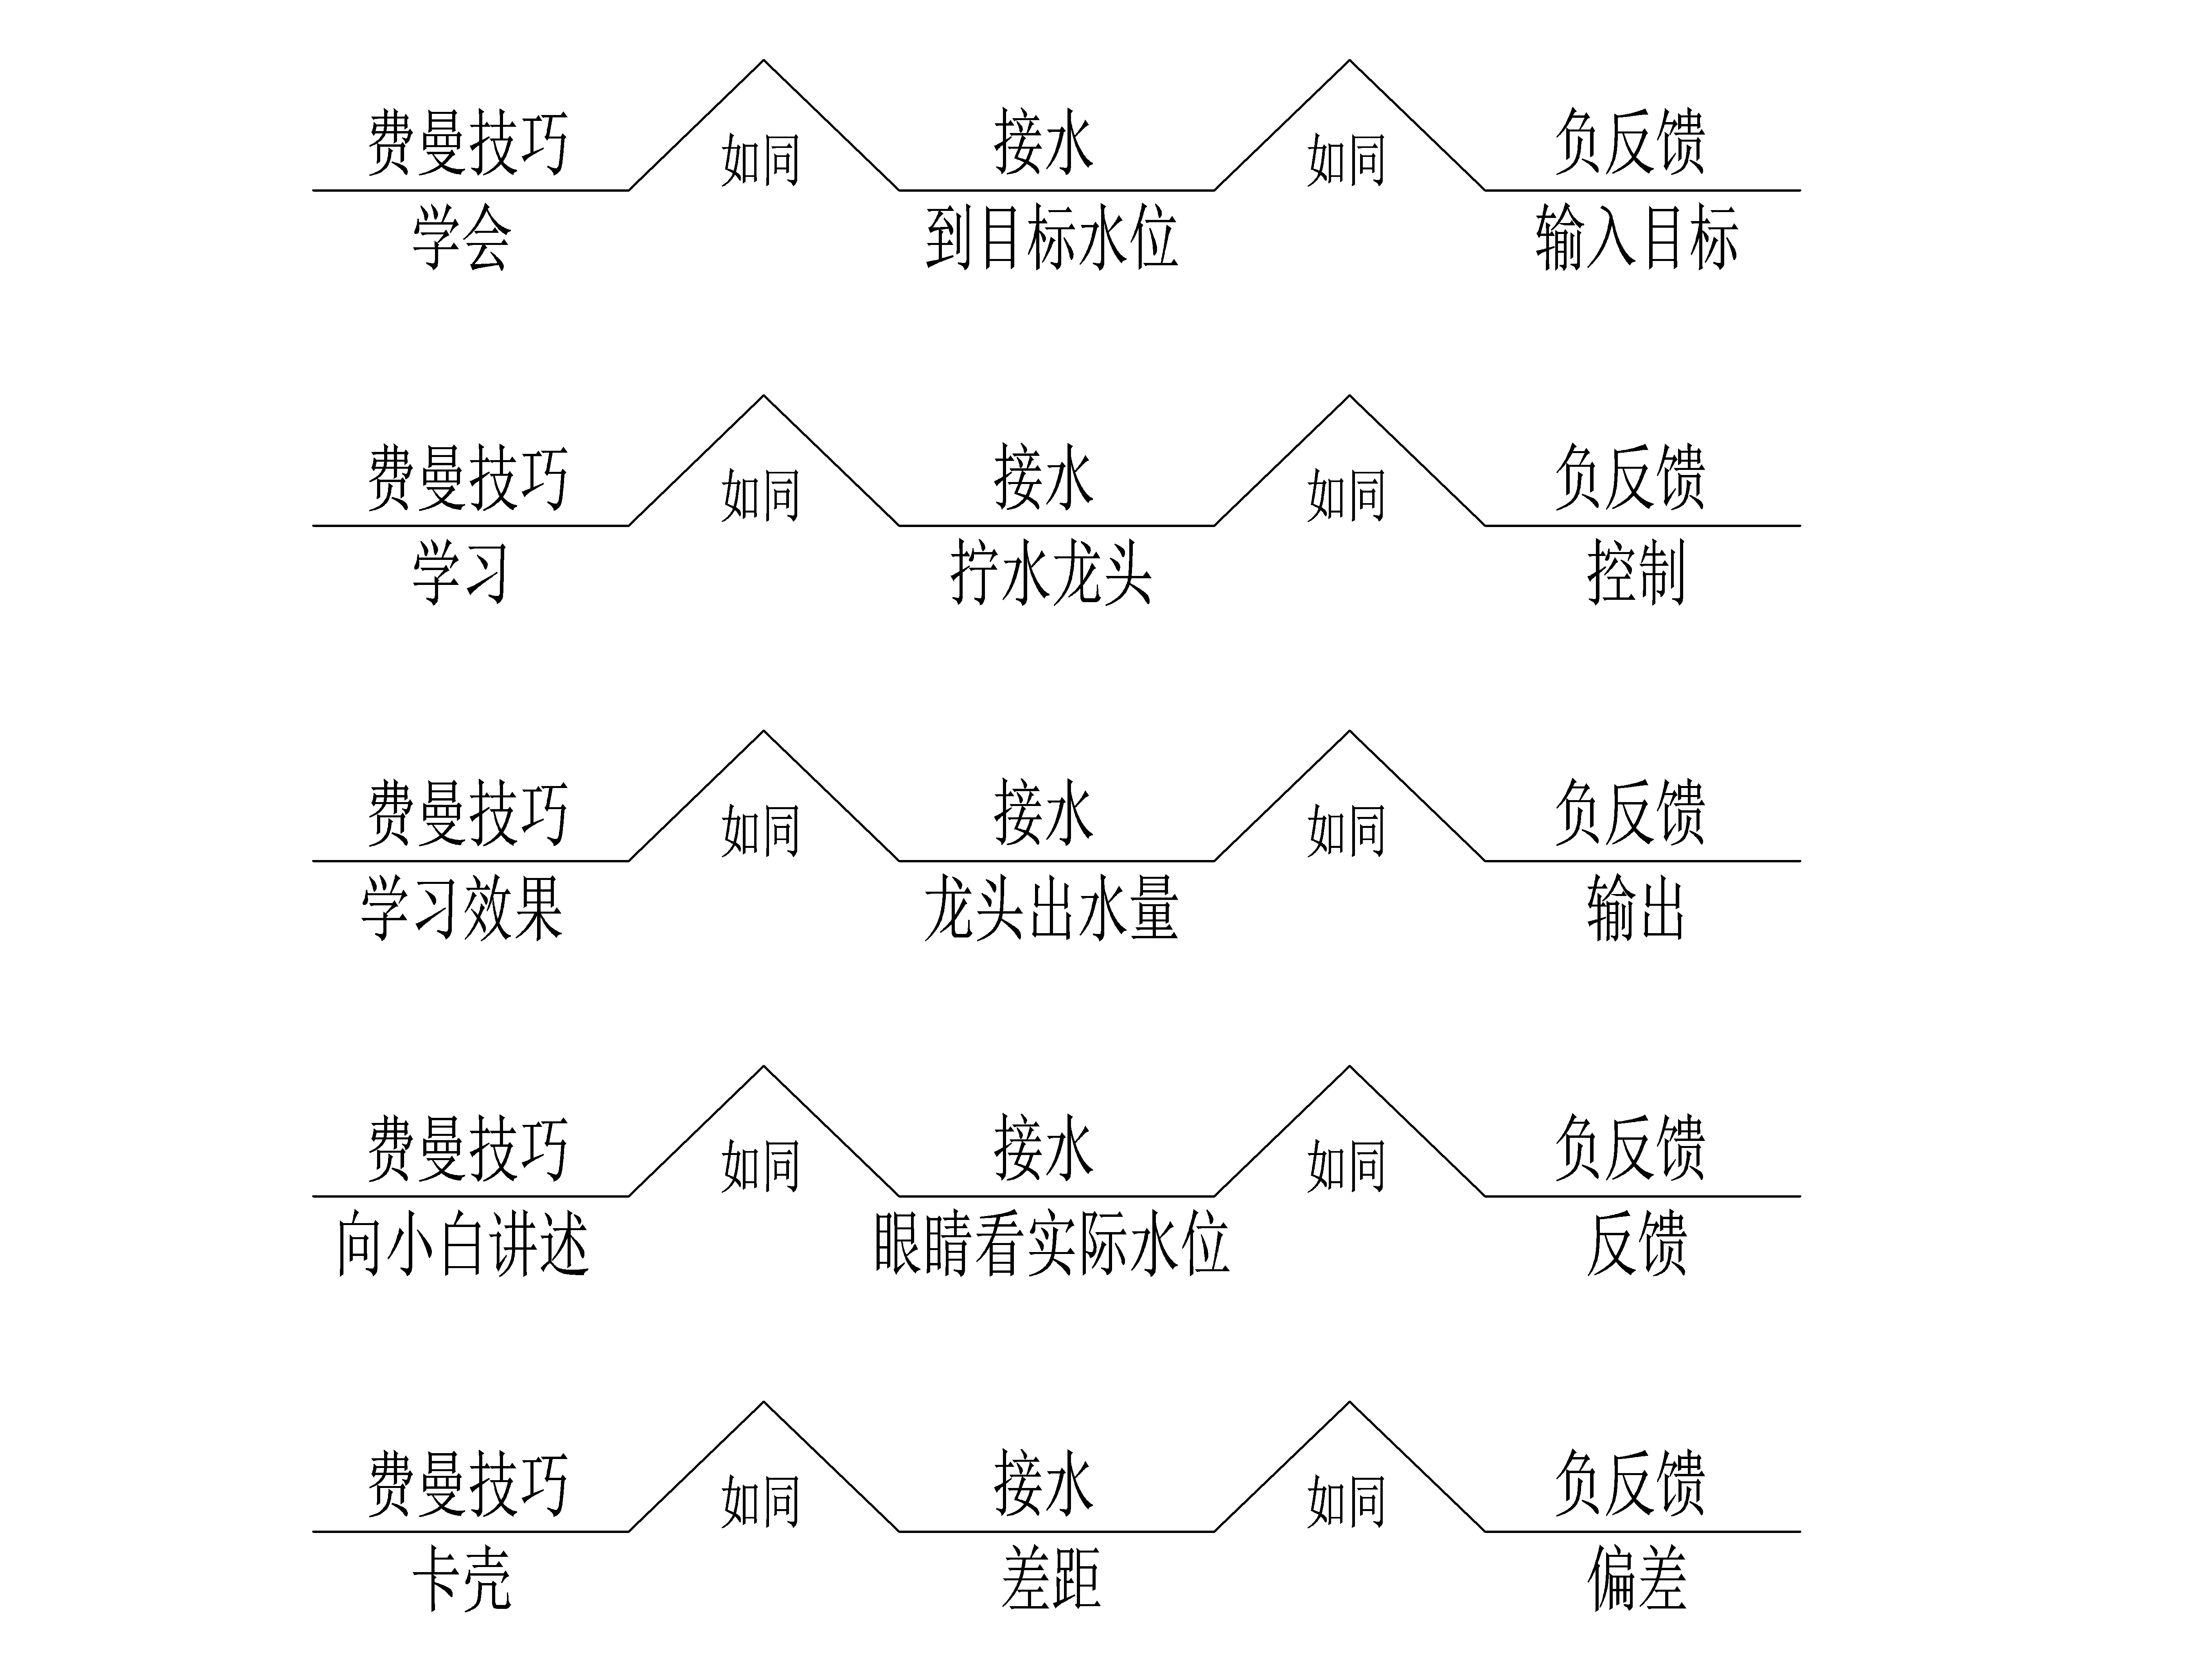 费曼技巧 如同 接水 如同 负反馈
学会 到目标水位 输入目标
费曼技巧 如同 接水 如同 负反馈
学习 拧水龙头 控制
费曼技巧 如同 接水 如同 负反馈
学习效果 龙头出水量 输出
费曼技巧 如同 接水 如同 负反馈
向小白讲述 眼睛看实际水位 反馈
费曼技巧 如同 接水 如同 负反馈
卡壳 差距 偏差